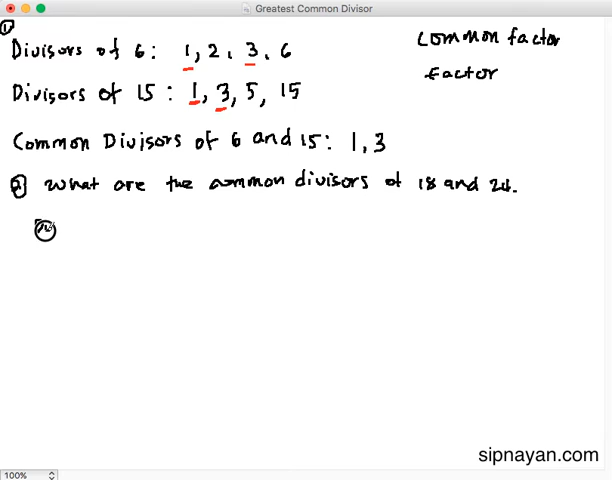 Greatest Common Divisor
1
Divisors of 6: 1, 2, 3, 6
common factor
factor
Divisors of 15: 1, 3, 5, 15
Common Divisors of 6 and 15: 1, 3
2 What are the common divisors of 18 and 24.
sipnayan.com
100%